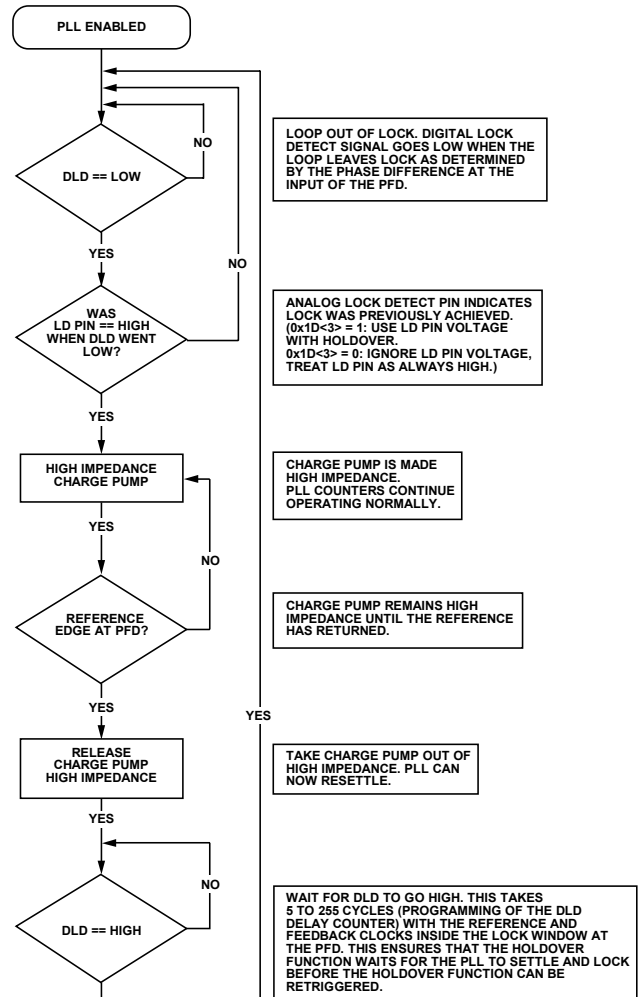 PLL ENABLED
NO
DLD == LOW
LOOP OUT OF LOCK. DIGITAL LOCK
DETECT SIGNAL GOES LOW WHEN THE
LOOP LEAVES LOCK AS DETERMINED
BY THE PHASE DIFFERENCE AT THE
INPUT OF THE PFD.
YES
NO
WAS
LD PIN == HIGH
WHEN DLD WENT
LOW?
ANALOG LOCK DETECT PIN INDICATES
LOCK WAS PREVIOUSLY ACHIEVED.
(0x1D<3> = 1: USE LD PIN VOLTAGE
WITH HOLDOVER.
0x1D<3> = 0: IGNORE LD PIN VOLTAGE,
TREAT LD PIN AS ALWAYS HIGH.)
YES
HIGH IMPEDANCE
CHARGE PUMP
CHARGE PUMP IS MADE
HIGH IMPEDANCE.
PLL COUNTERS CONTINUE
OPERATING NORMALLY.
YES
NO
REFERENCE
EDGE AT PFD?
CHARGE PUMP REMAINS HIGH
IMPEDANCE UNTIL THE REFERENCE
HAS RETURNED.
YES
YES
RELEASE
CHARGE PUMP
HIGH IMPEDANCE
TAKE CHARGE PUMP OUT OF
HIGH IMPEDANCE. PLL CAN
NOW RESETTLE.
YES
NO
DLD == HIGH
WAIT FOR DLD TO GO HIGH. THIS TAKES
5 TO 255 CYCLES (PROGRAMMING OF THE DLD
DELAY COUNTER) WITH THE REFERENCE AND
FEEDBACK CLOCKS INSIDE THE LOCK WINDOW AT
THE PFD. THIS ENSURES THAT THE HOLDOVER
FUNCTION WAITS FOR THE PLL TO SETTLE AND LOCK
BEFORE THE HOLDOVER FUNCTION CAN BE
RETRIGGERED.